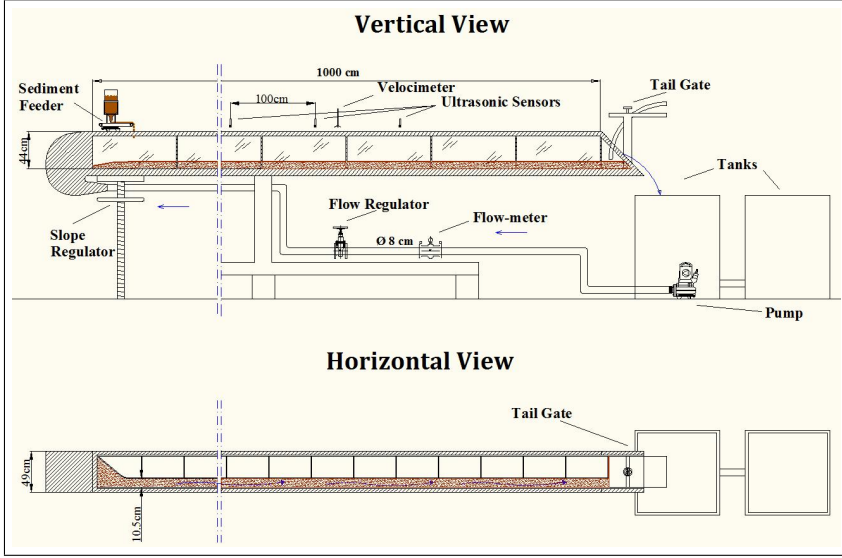 Vertical View
1000 cm
Tail Gate
Sediment
Feeder
Velocimeter
100cm
Ultrasonic Sensors
44cm
Tanks
Flow Regulator
Flow-meter
Slope
Regulator
Ø 8 cm
Pump
Horizontal View
Tail Gate
49cm
10.5cm